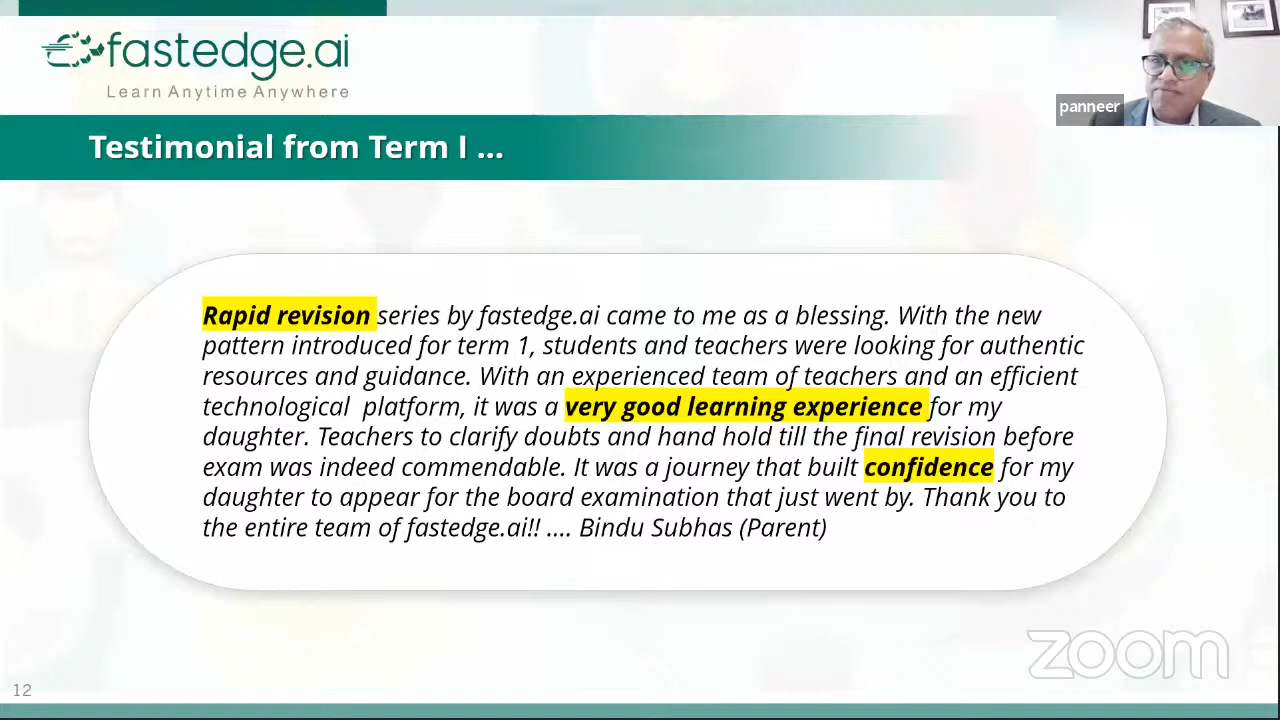 fastedge.ai
Learn Anytime Anywhere
panneer
Testimonial from Term I ...
Rapid revision series by fastedge.ai came to me as a blessing. With the new
pattern introduced for term 1, students and teachers were looking for authentic
resources and guidance. With an experienced team of teachers and an efficient
technological platform, it was a very good learning experience for my
daughter. Teachers to clarify doubts and hand hold till the final revision before
exam was indeed commendable. It was a journey that built confidence for my
daughter to appear for the board examination that just went by. Thank you to
the entire team of fastedge.ai!! .... Bindu Subhas (Parent)
zoom
12